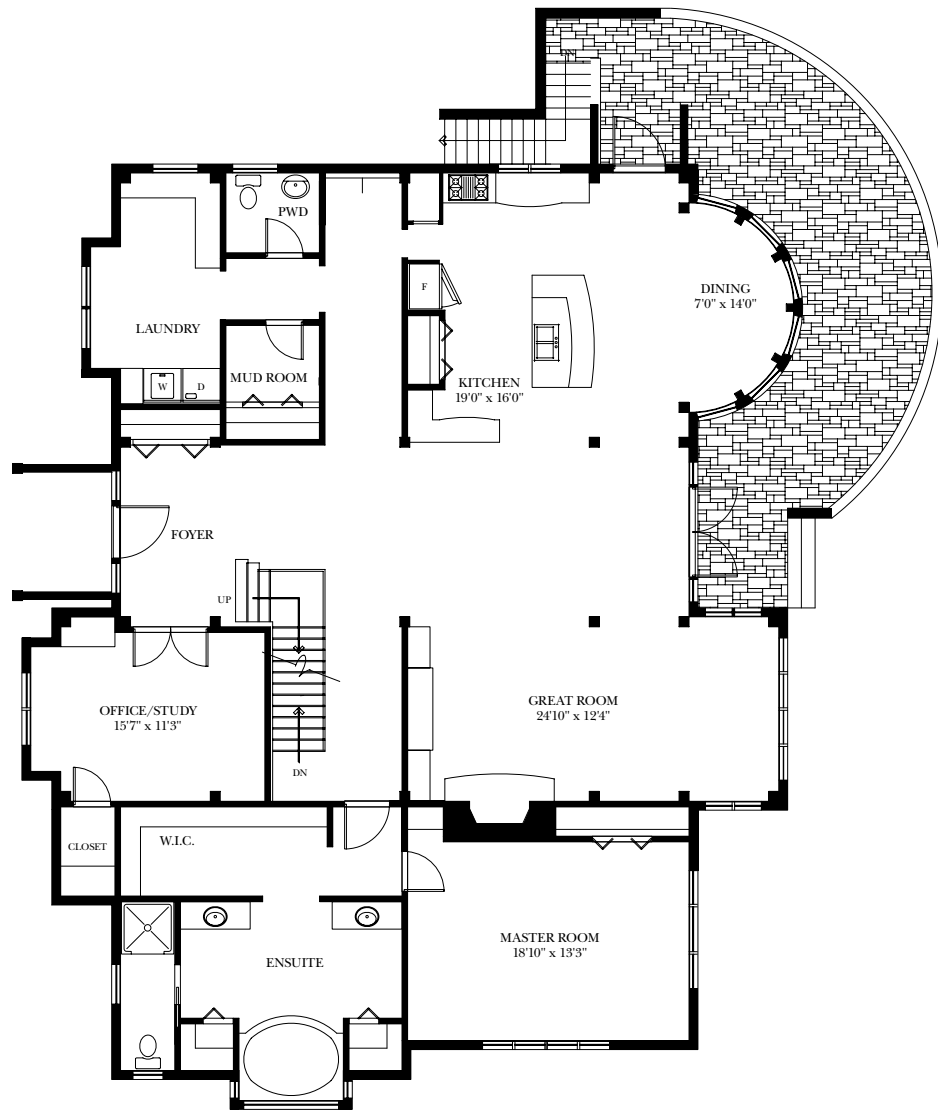 DN
PWD
F
DINING
7'0" x 14'0"
LAUNDRY
MUD ROOM
W
D
KITCHEN
19'0" x 16'0"
FOYER
UP
OFFICE/STUDY
15'7" x 11'3"
GREAT ROOM
24'10" x 12'4"
DN
W.I.C.
CLOSET
MASTER ROOM
18'10" x 13'3"
ENSUITE